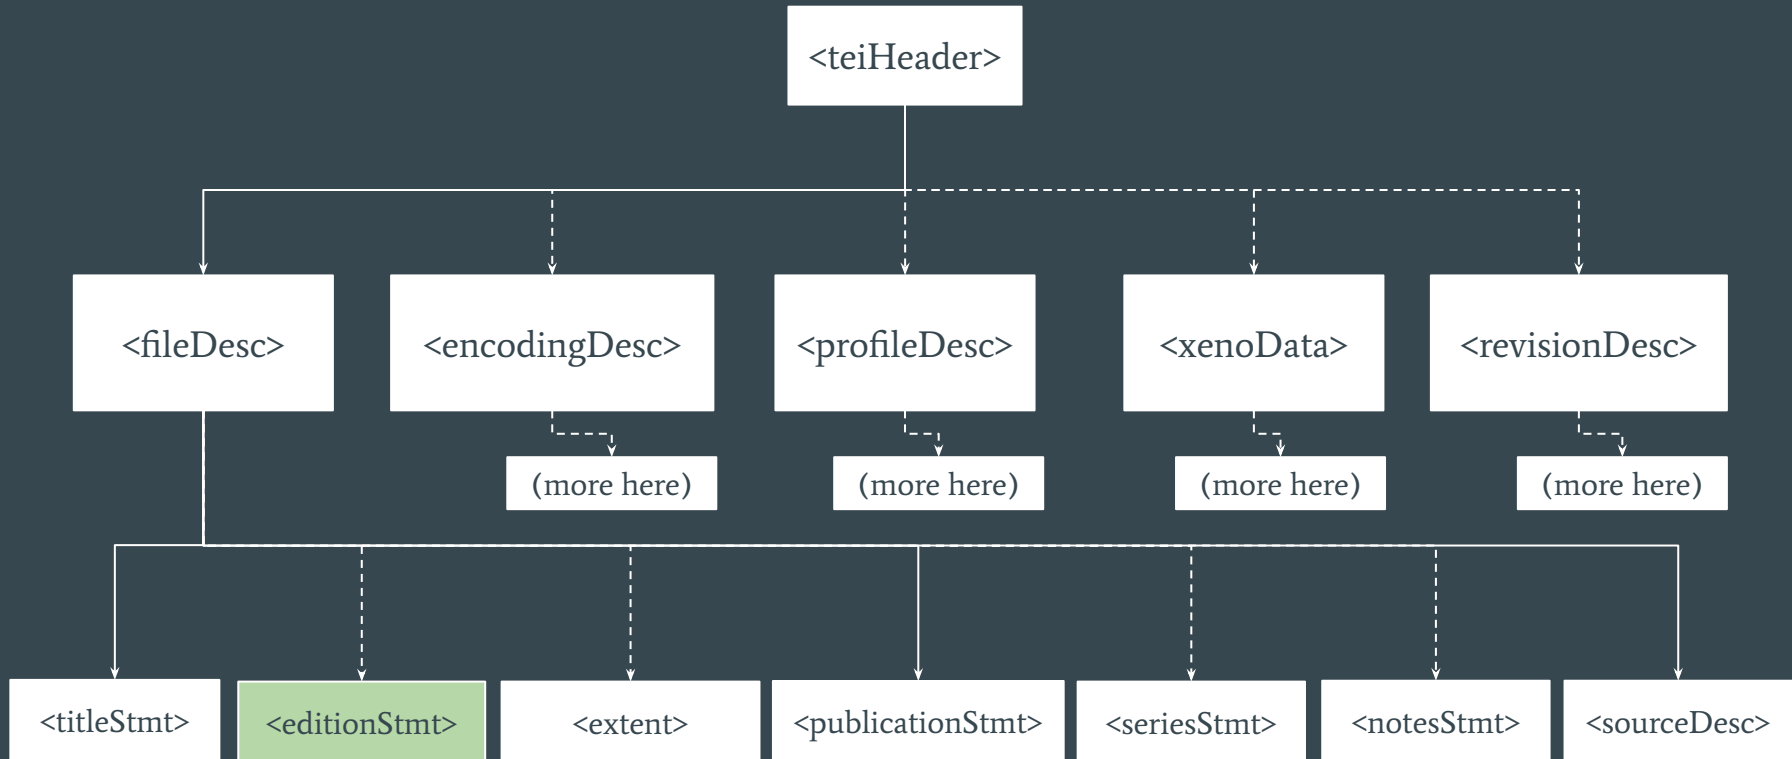 <teiHeader>
<fileDesc>
<encodingDesc>
<profileDesc>
<xenoData>
<revisionDesc>
(more here)
(more here)
(more here)
(more here)
<titleStmt>
<editionStmt>
<extent>
<publicationStmt>
<seriesStmt>
<notesStmt>
<sourceDesc>